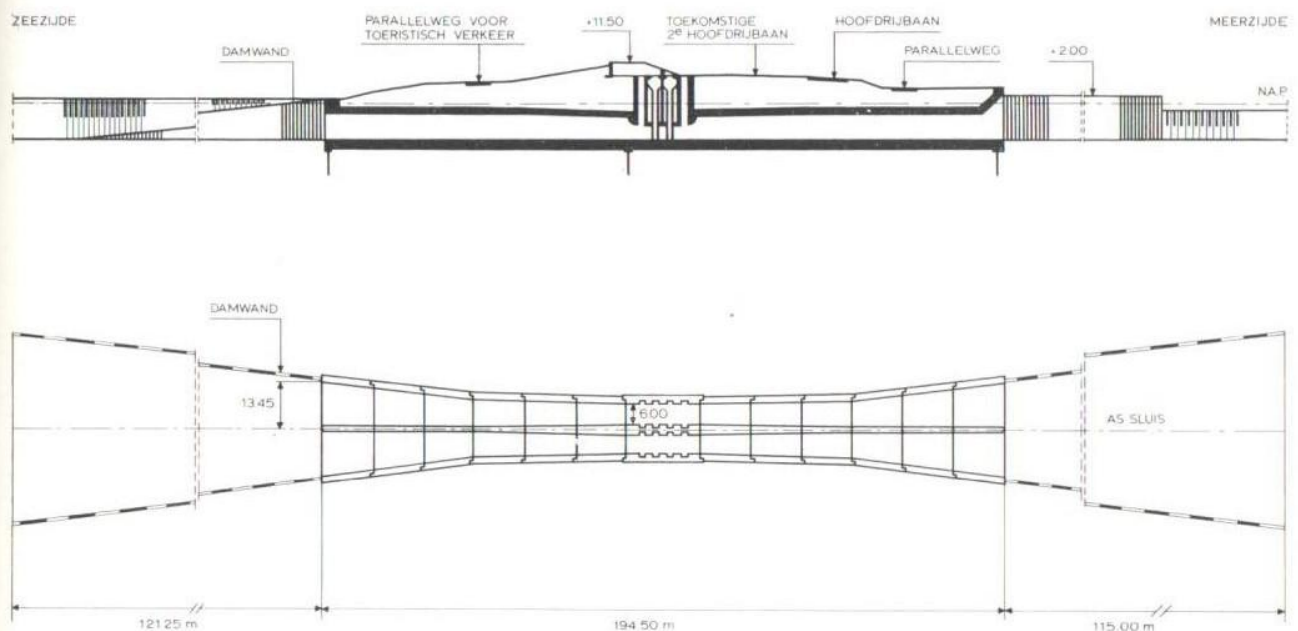 ZEEZIJDE
PARALLELWEG VOOR
TOERISTISCH VERKEER
+11.50
TOEKOMSTIGE
2e HOOFDRIJBAAN
HOOFDRIJBAAN
MEERZIJDE
DAMWAND
PARALLELWEG
+2.00
N.A.P.
DAMWAND
13.45
6.00
AS SLUIS
121.25 m
194.50 m
115.00 m